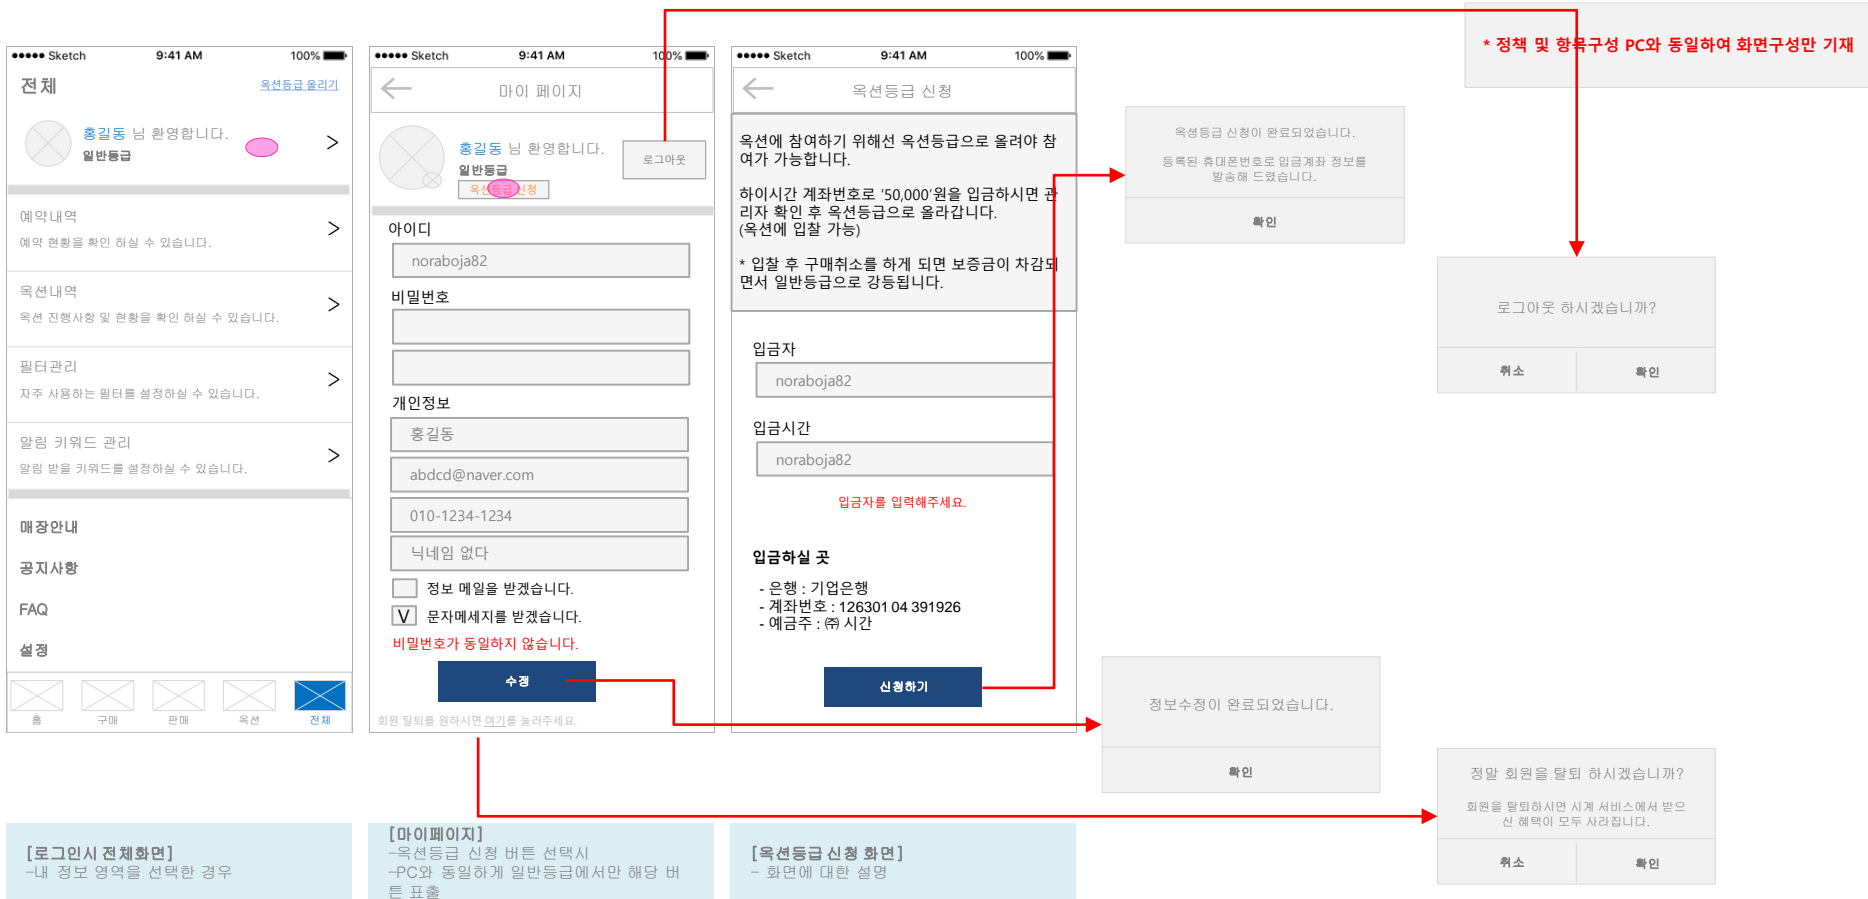 * 정책 및 항목구성 PC와 동일하여 화면구성만 기재
Sketch
9:41 AM
100%
전체
옥션등급 올리기
홍길동 님 환영합니다.
일반등급
예약내역
예약 현황을 확인 하실 수 있습니다.
옥션내역
옥션 진행사항 및 현황을 확인 하실 수 있습니다.
필터관리
자주 사용하는 필터를 설정하실 수 있습니다.
알림 키워드 관리
알림 받을 키워드를 설정하실 수 있습니다.
매장안내
공지사항
FAQ
설정
홈
구매
판매
옥션
전체
[로그인시 전체화면]
-내 정보 영역을 선택한 경우
Sketch
9:41 AM
100%
마이 페이지
홍길동 님 환영합니다.
일반등급
옥션등급 신청
로그아웃
아이디
noraboja82
비밀번호
개인정보
홍길동
abdcd@naver.com
010-1234-1234
닉네임 없다
정보 메일을 받겠습니다.
V 문자메세지를 받겠습니다.
비밀번호가 동일하지 않습니다.
수정
회원 탈퇴를 원하시면 여기를 눌러주세요.
[마이페이지]
-옥션등급 신청 버튼 선택시
-PC와 동일하게 일반등급에서만 해당 버
튼 표출
Sketch
9:41 AM
100%
옥션등급 신청
옥션에 참여하기 위해선 옥션등급으로 올려야 참
여가 가능합니다.
하이시간 계좌번호로 '50,000'원을 입금하시면 관
리자 확인 후 옥션등급으로 올라갑니다.
(옥션에 입찰 가능)
* 입찰 후 구매취소를 하게 되면 보증금이 차감되
면서 일반등급으로 강등됩니다.
입금자
noraboja82
입금시간
noraboja82
입금자를 입력해주세요.
입금하실 곳
- 은행 : 기업은행
- 계좌번호 : 126301 04 391926
- 예금주 : ㈜ 시간
신청하기
[옥션등급 신청 화면]
- 화면에 대한 설명
옥셩등급 신청이 완료되었습니다.
등록된 휴대폰번호로 입금계좌 정보를
발송해 드렸습니다.
확인
로그아웃 하시겠습니까?
취소
확인
정보수정이 완료되었습니다.
확인
정말 회원을 탈퇴 하시겠습니까?
회원을 탈퇴하시면 시계 서비스에서 받으
신 혜택이 모두 사라집니다.
취소
확인